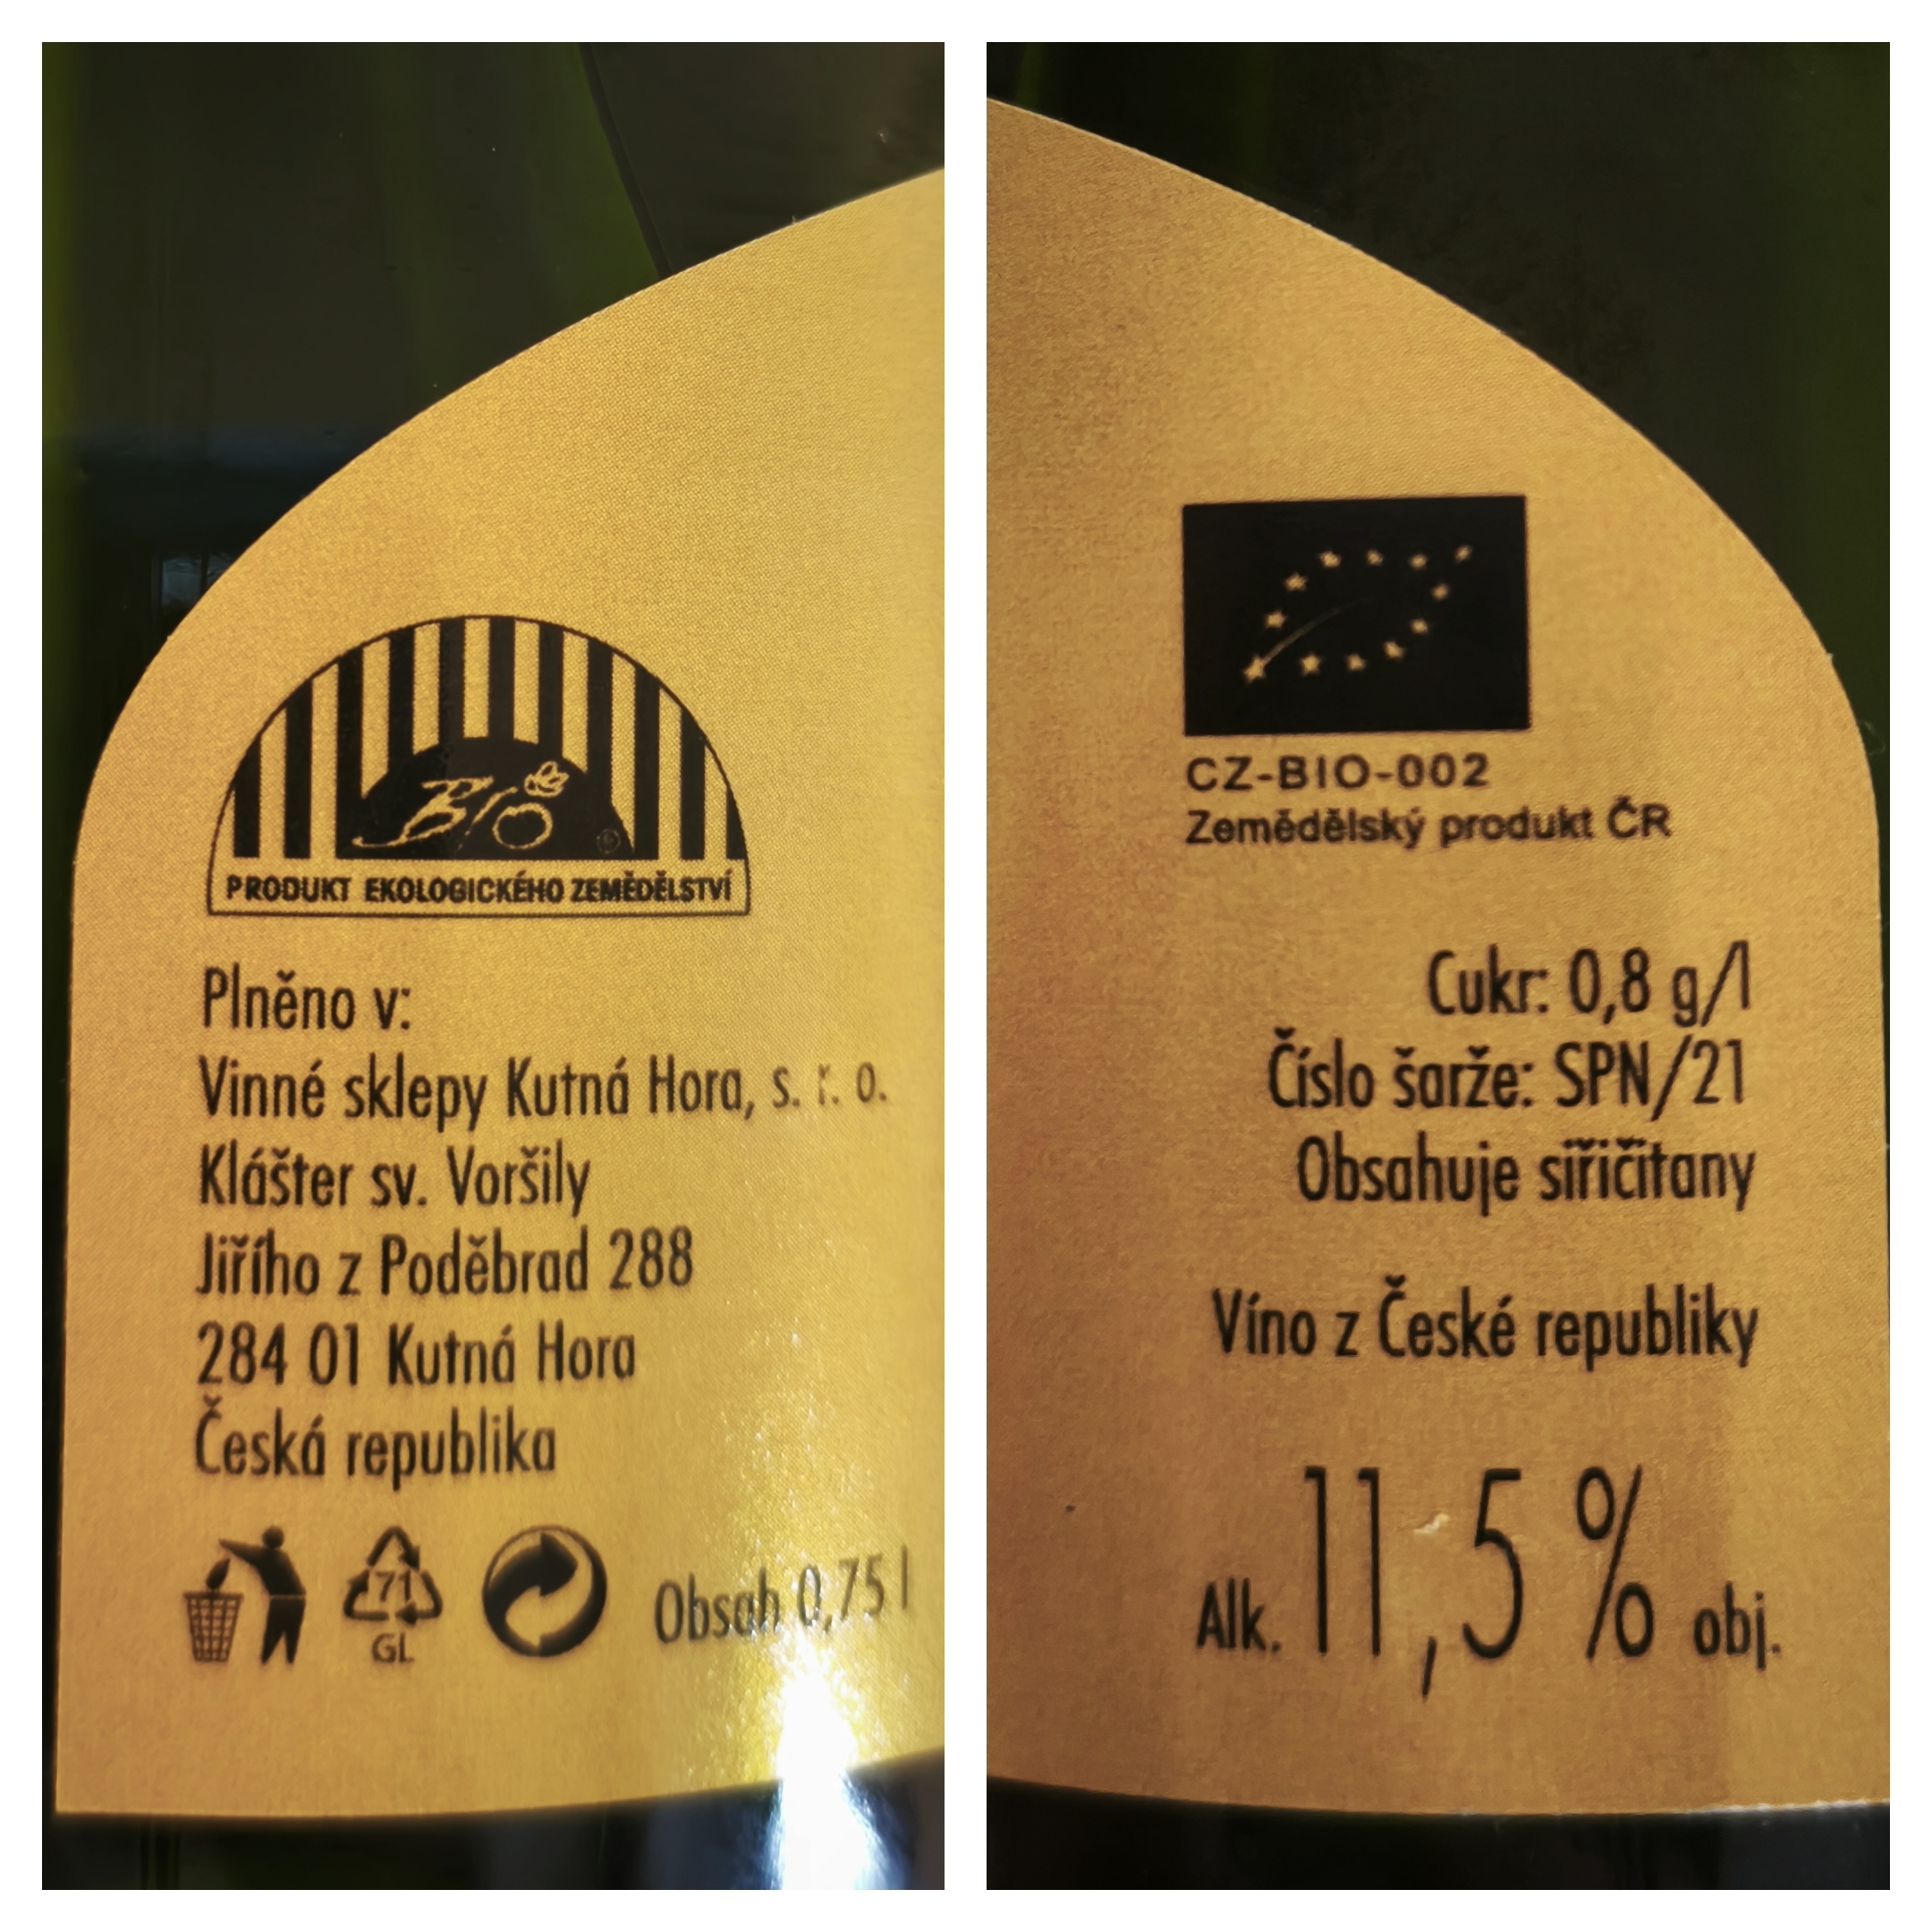 BIO
®
PRODUKT EKOLOGICKÉHO ZEMĚDĚLSTVÍ
Plněno v:
Vinné sklepy Kutná Hora, s. r. o.
Klášter sv. Voršily
Jiřího z Poděbrad 288
284 01 Kutná Hora
Česká republika
71
GL
Obsah 0,75 l
CZ-BIO-002
Zemědělský produkt ČR
Cukr: 0,8 g/l
Číslo šarže: SPN/21
Obsahuje siřičitany
Víno z České republiky
Alk. 11,5 % obj.